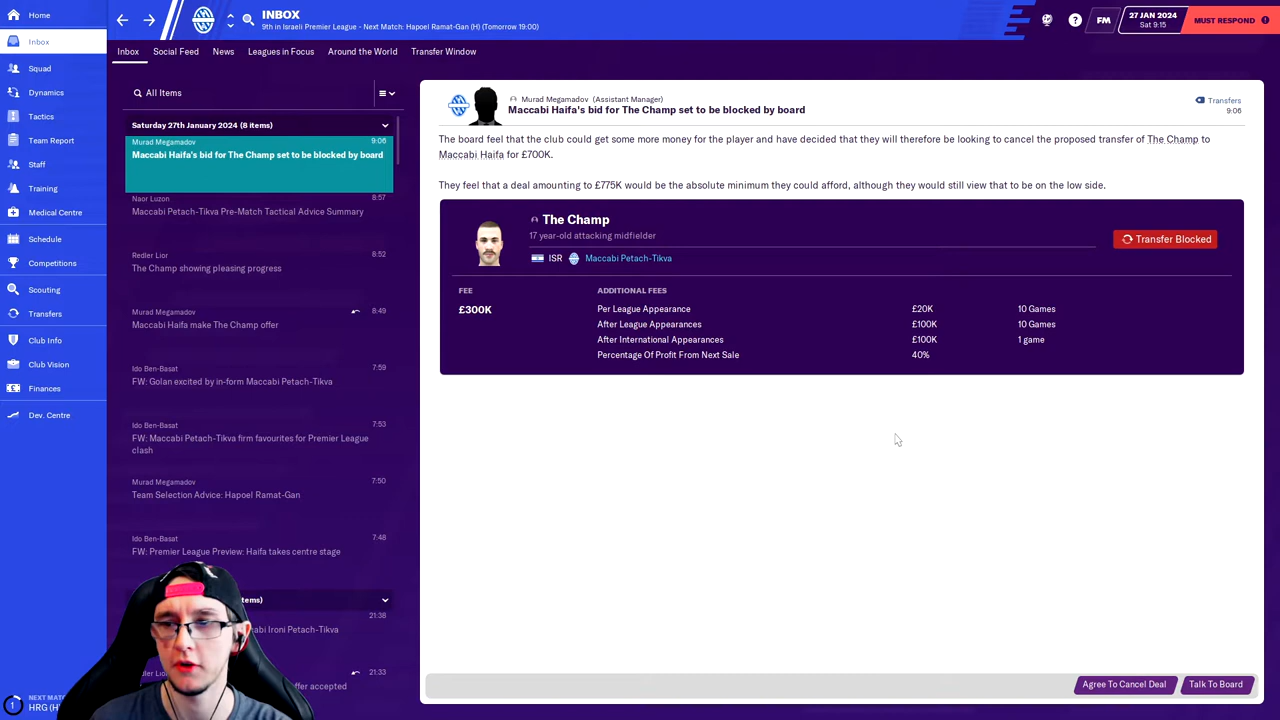 Home
Inbox
Squad
Dynamics
Tactics
Team Report
Staff
Training
Medical Centre
Schedule
Competitions
Scouting
Transfers
Club Info
Club Vision
Finances
Dev. Centre
1
NEXT MATC
HRG (H)
INBOX
9th in Israeli Premier League - Next Match: Hapoel Ramat-Gan (H) (Tomorrow 19:00)
?
FM
27 JAN 2024
Sat 9:15
MUST RESPOND
Inbox
Social Feed
News
Leagues in Focus
Around the World
Transfer Window
All Items
Saturday 27th January 2024 (8 items)
Murad Megamadov 9:06
Maccabi Haifa's bid for The Champ set to be blocked by board
Naor Luzon 8:57
Maccabi Petach-Tikva Pre-Match Tactical Advice Summary
Redler Lior 8:52
The Champ showing pleasing progress
Murad Megamadov 8:49
Maccabi Haifa make The Champ offer
Ido Ben-Basat 7:59
FW: Golan excited by in-form Maccabi Petach-Tikva
Ido Ben-Basat 7:53
FW: Maccabi Petach-Tikva firm favourites for Premier League
clash
Murad Megamadov 7:50
Team Selection Advice: Hapoel Ramat-Gan
Ido Ben-Basat 7:48
FW: Premier League Preview: Haifa takes centre stage
tems)
21:38
abi Ironi Petach-Tikva
dler Lior 21:33
ffer accepted
Murad Megamadov (Assistant Manager)
Maccabi Haifa's bid for The Champ set to be blocked by board
Transfers
9:06
The board feel that the club could get some more money for the player and have decided that they will therefore be looking to cancel the proposed transfer of The Champ to
Maccabi Haifa for £700K.
They feel that a deal amounting to £775K would be the absolute minimum they could afford, although they would still view that to be on the low side.
The Champ
17 year-old attacking midfielder
ISR Maccabi Petach-Tikva
Transfer Blocked
FEE
£300K
ADDITIONAL FEES
Per League Appearance £20K 10 Games
After League Appearances £100K 10 Games
After International Appearances £100K 1 game
Percentage Of Profit From Next Sale 40%
Agree To Cancel Deal
Talk To Board